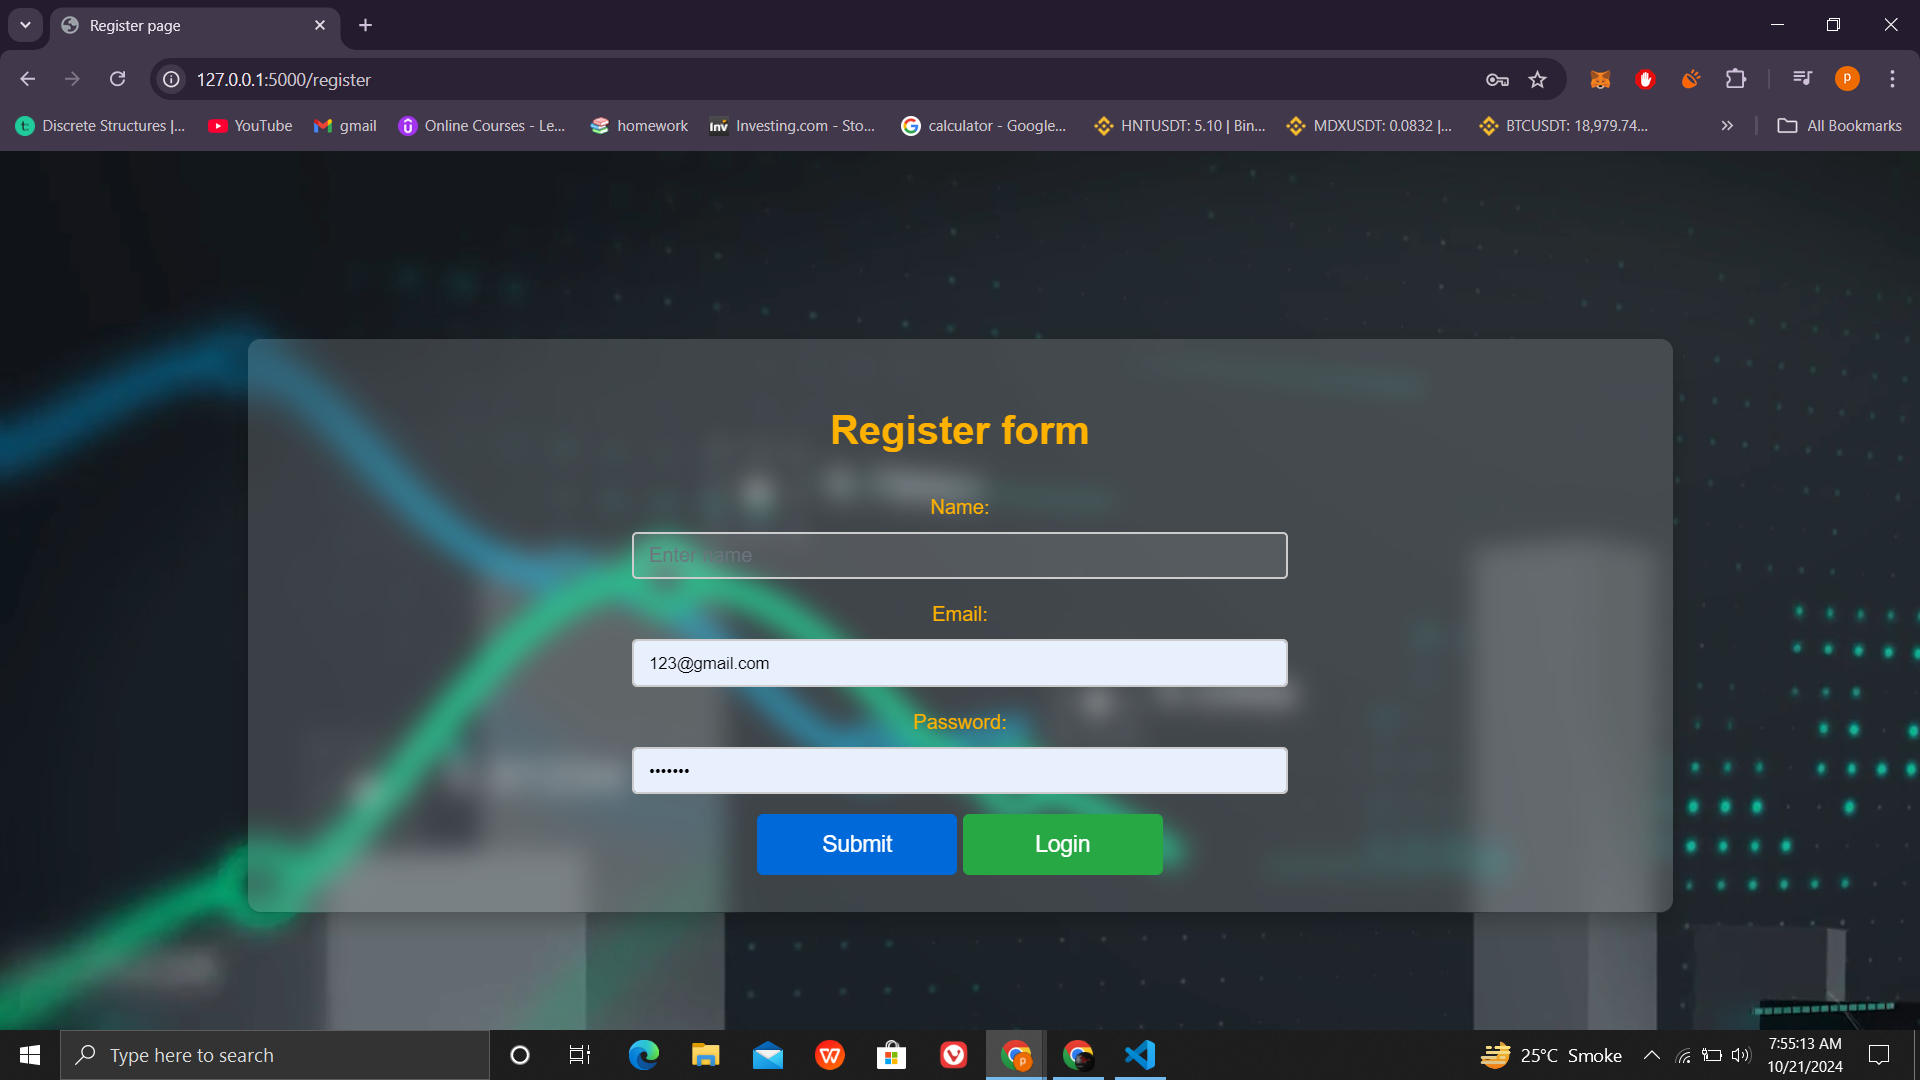 Register page
127.0.0.1:5000/register
P
Discrete Structures |...
YouTube
gmail
Online Courses - Le...
homework
inv
Investing.com - Sto...
calculator - Google...
HNTUSDT: 5.10 | Bin...
MDXUSDT: 0.0832 |...
BTCUSDT: 18,979.74...
All Bookmarks
Register form
Name:
Enter name
Email:
123@gmail.com
Password:
•••••••
Submit
Login
Type here to search
25°C Smoke
7:55:13 AM
10/21/2024